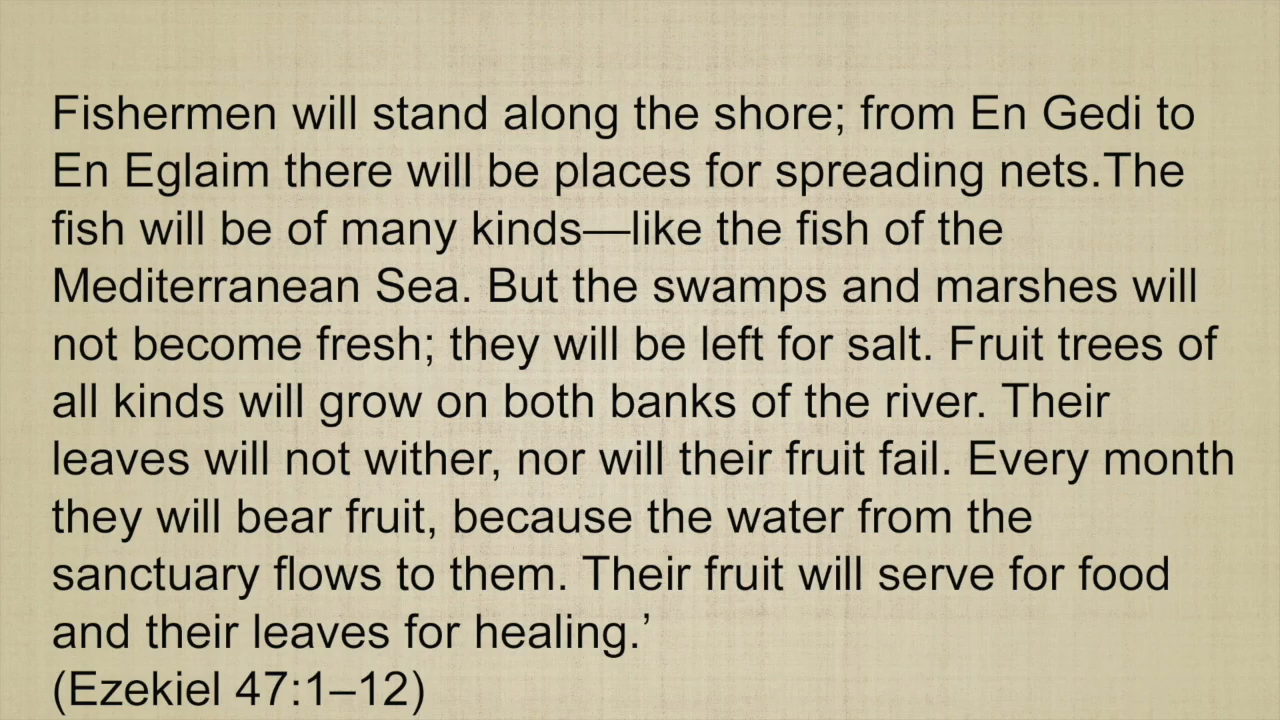 Fishermen will stand along the shore; from En Gedi to
En Eglaim there will be places for spreading nets.The
fish will be of many kinds—like the fish of the
Mediterranean Sea. But the swamps and marshes will
not become fresh; they will be left for salt. Fruit trees of
all kinds will grow on both banks of the river. Their
leaves will not wither, nor will their fruit fail. Every month
they will bear fruit, because the water from the
sanctuary flows to them. Their fruit will serve for food
and their leaves for healing.’
(Ezekiel 47:1–12)